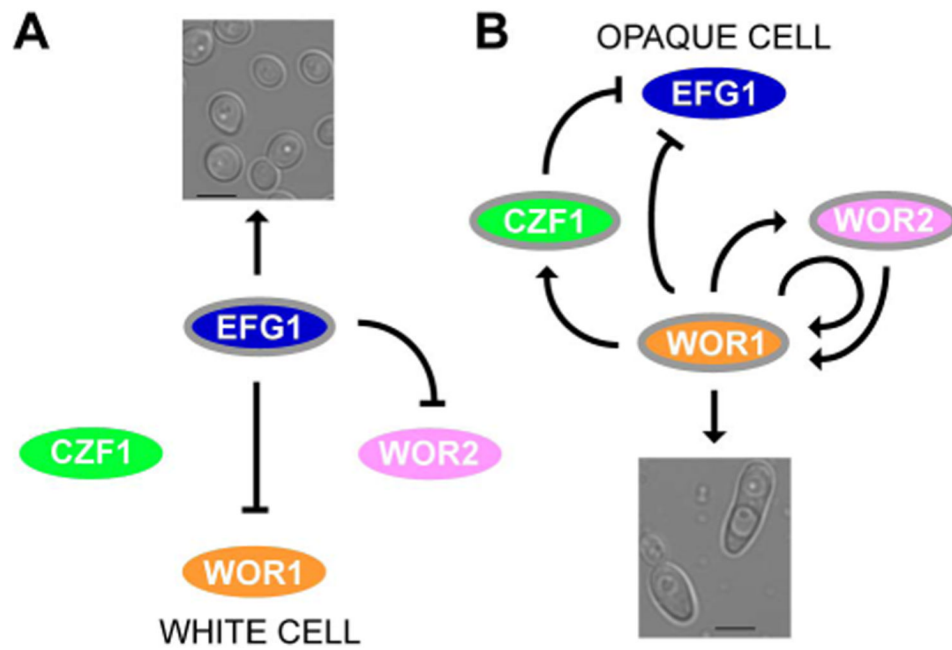 A
EFG1
CZF1
WOR2
WOR1
WHITE CELL
B
OPAQUE CELL
EFG1
CZF1
WOR2
WOR1